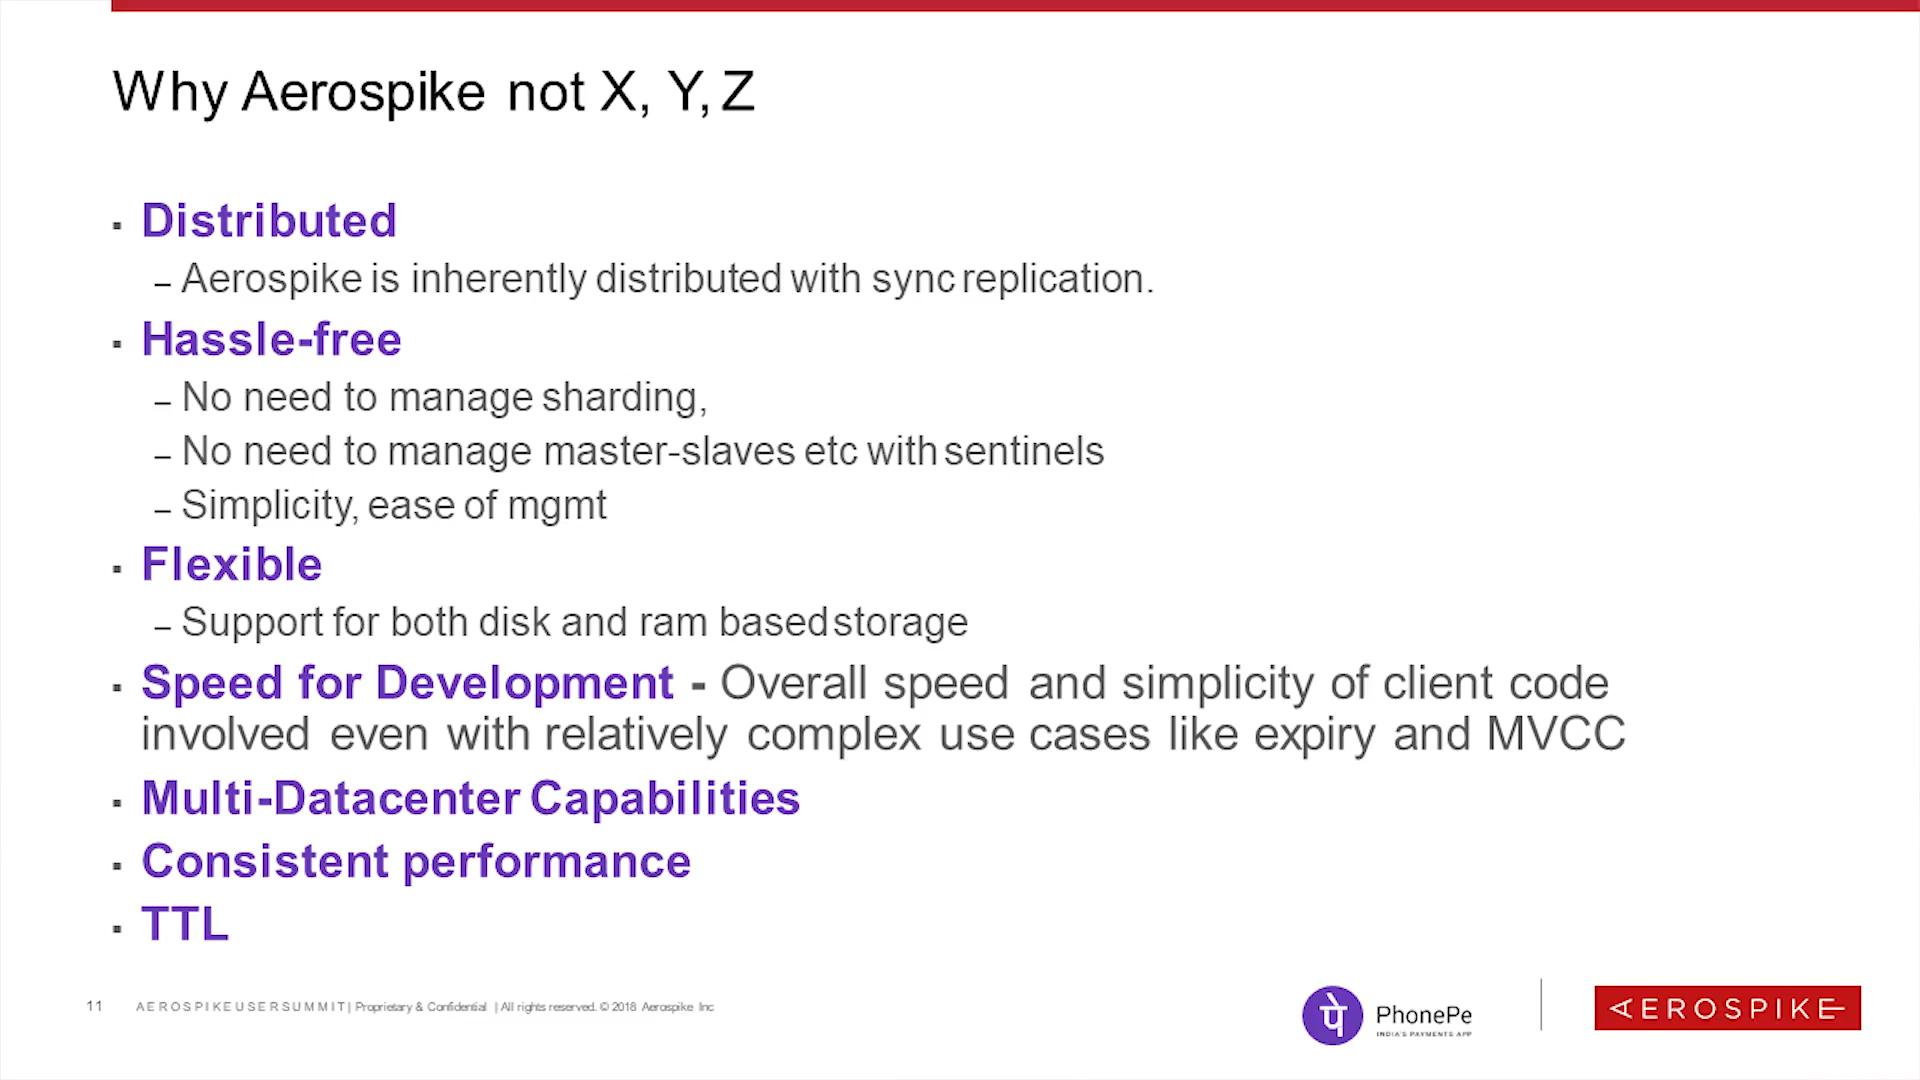 Why Aerospike not X, Y, Z
▪ Distributed
– Aerospike is inherently distributed with sync replication.
▪ Hassle-free
– No need to manage sharding,
– No need to manage master-slaves etc with sentinels
– Simplicity, ease of mgmt
▪ Flexible
– Support for both disk and ram based storage
▪ Speed for Development - Overall speed and simplicity of client code
involved even with relatively complex use cases like expiry and MVCC
▪ Multi-Datacenter Capabilities
▪ Consistent performance
▪ TTL
11 AEROSPIKE USER SUMMIT | Proprietary & Confidential | All rights reserved. © 2018 Aerospike Inc
पे PhonePe
INDIA'S PAYMENTS APP
AEROSPIKE